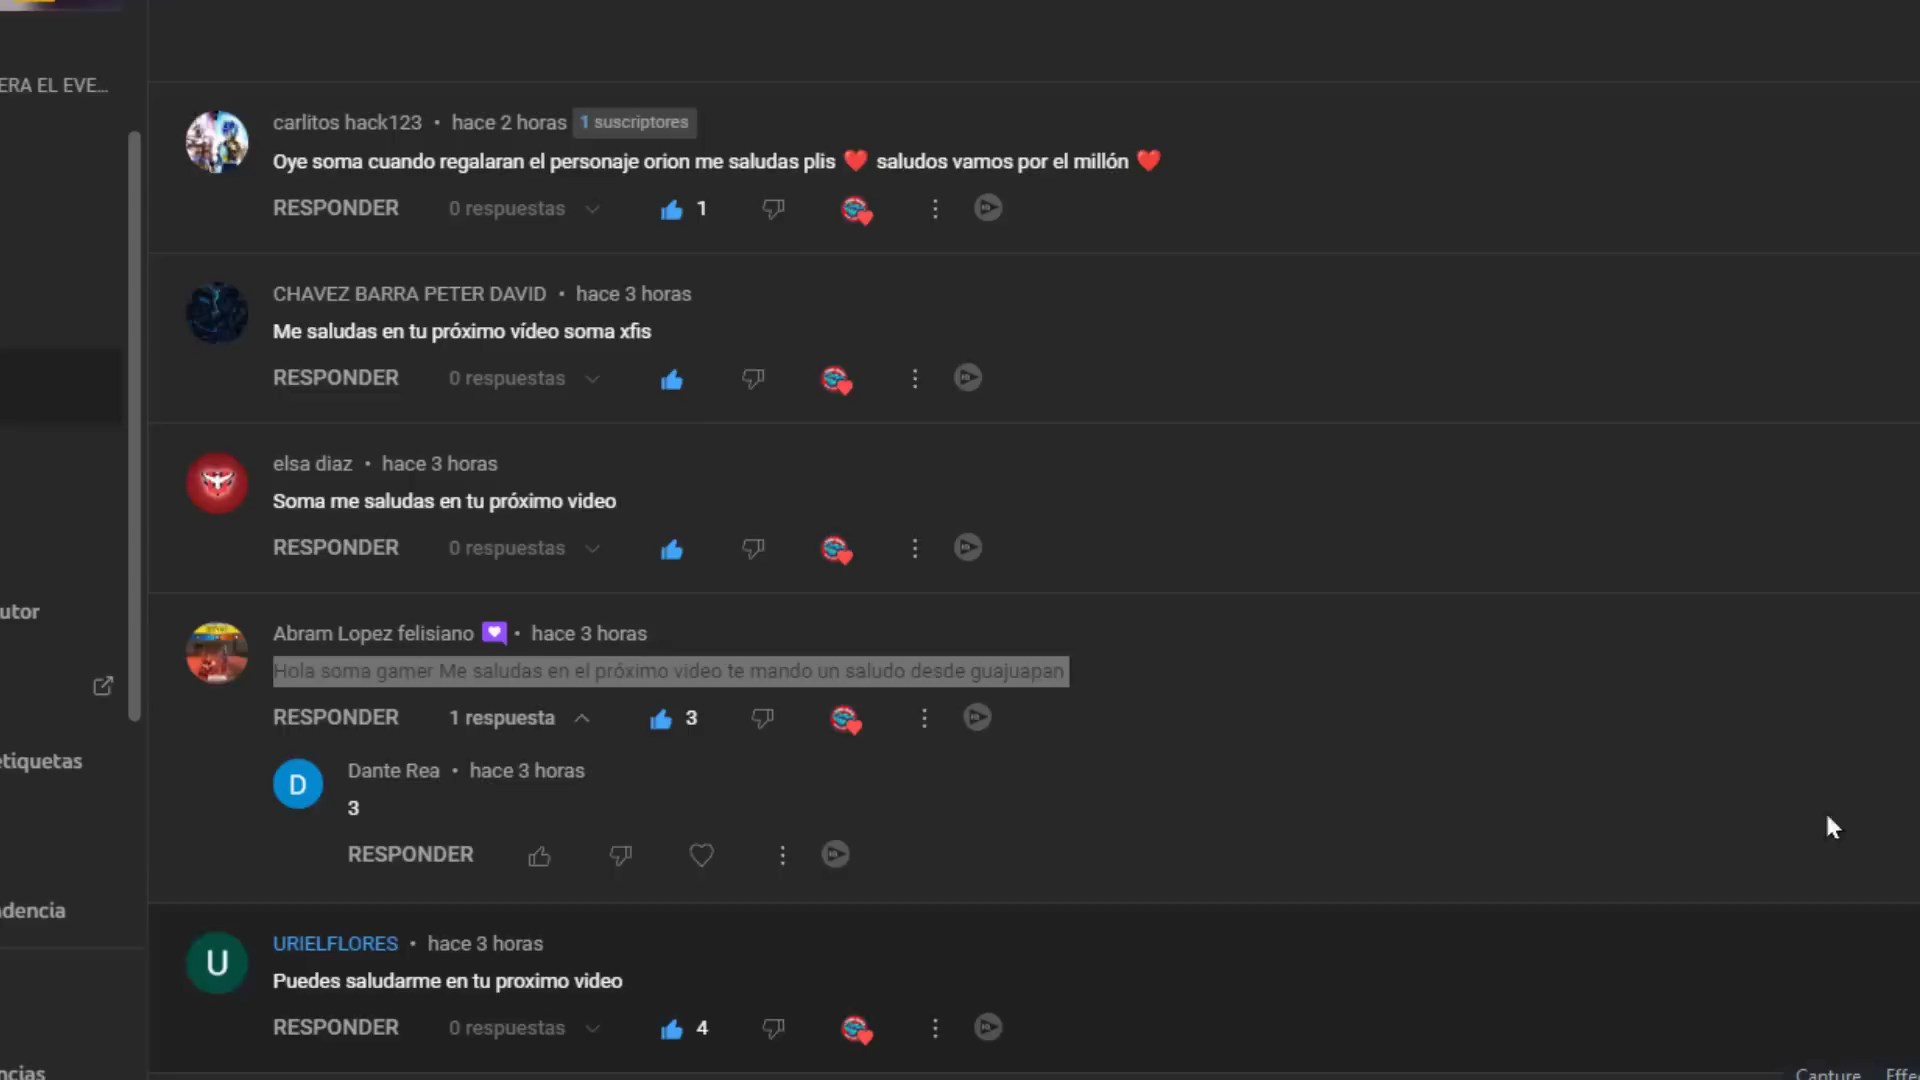 ERA EL EVE...
carlitos hack123 • hace 2 horas 1 suscriptores
Oye soma cuando regalaran el personaje orion me saludas plis ❤️ saludos vamos por el millón ❤️
RESPONDER 0 respuestas 1
CHAVEZ BARRA PETER DAVID • hace 3 horas
Me saludas en tu próximo vídeo soma xfis
RESPONDER 0 respuestas
elsa diaz • hace 3 horas
Soma me saludas en tu próximo video
RESPONDER 0 respuestas
utor
Abram Lopez felisiano • hace 3 horas
Hola soma gamer Me saludas en el próximo video te mando un saludo desde guajuapan
RESPONDER 1 respuesta 3
etiquetas
D
Dante Rea • hace 3 horas
3
RESPONDER
dencia
U
URIELFLORES • hace 3 horas
Puedes saludarme en tu proximo video
RESPONDER 0 respuestas 4
ncias
Capture Effe